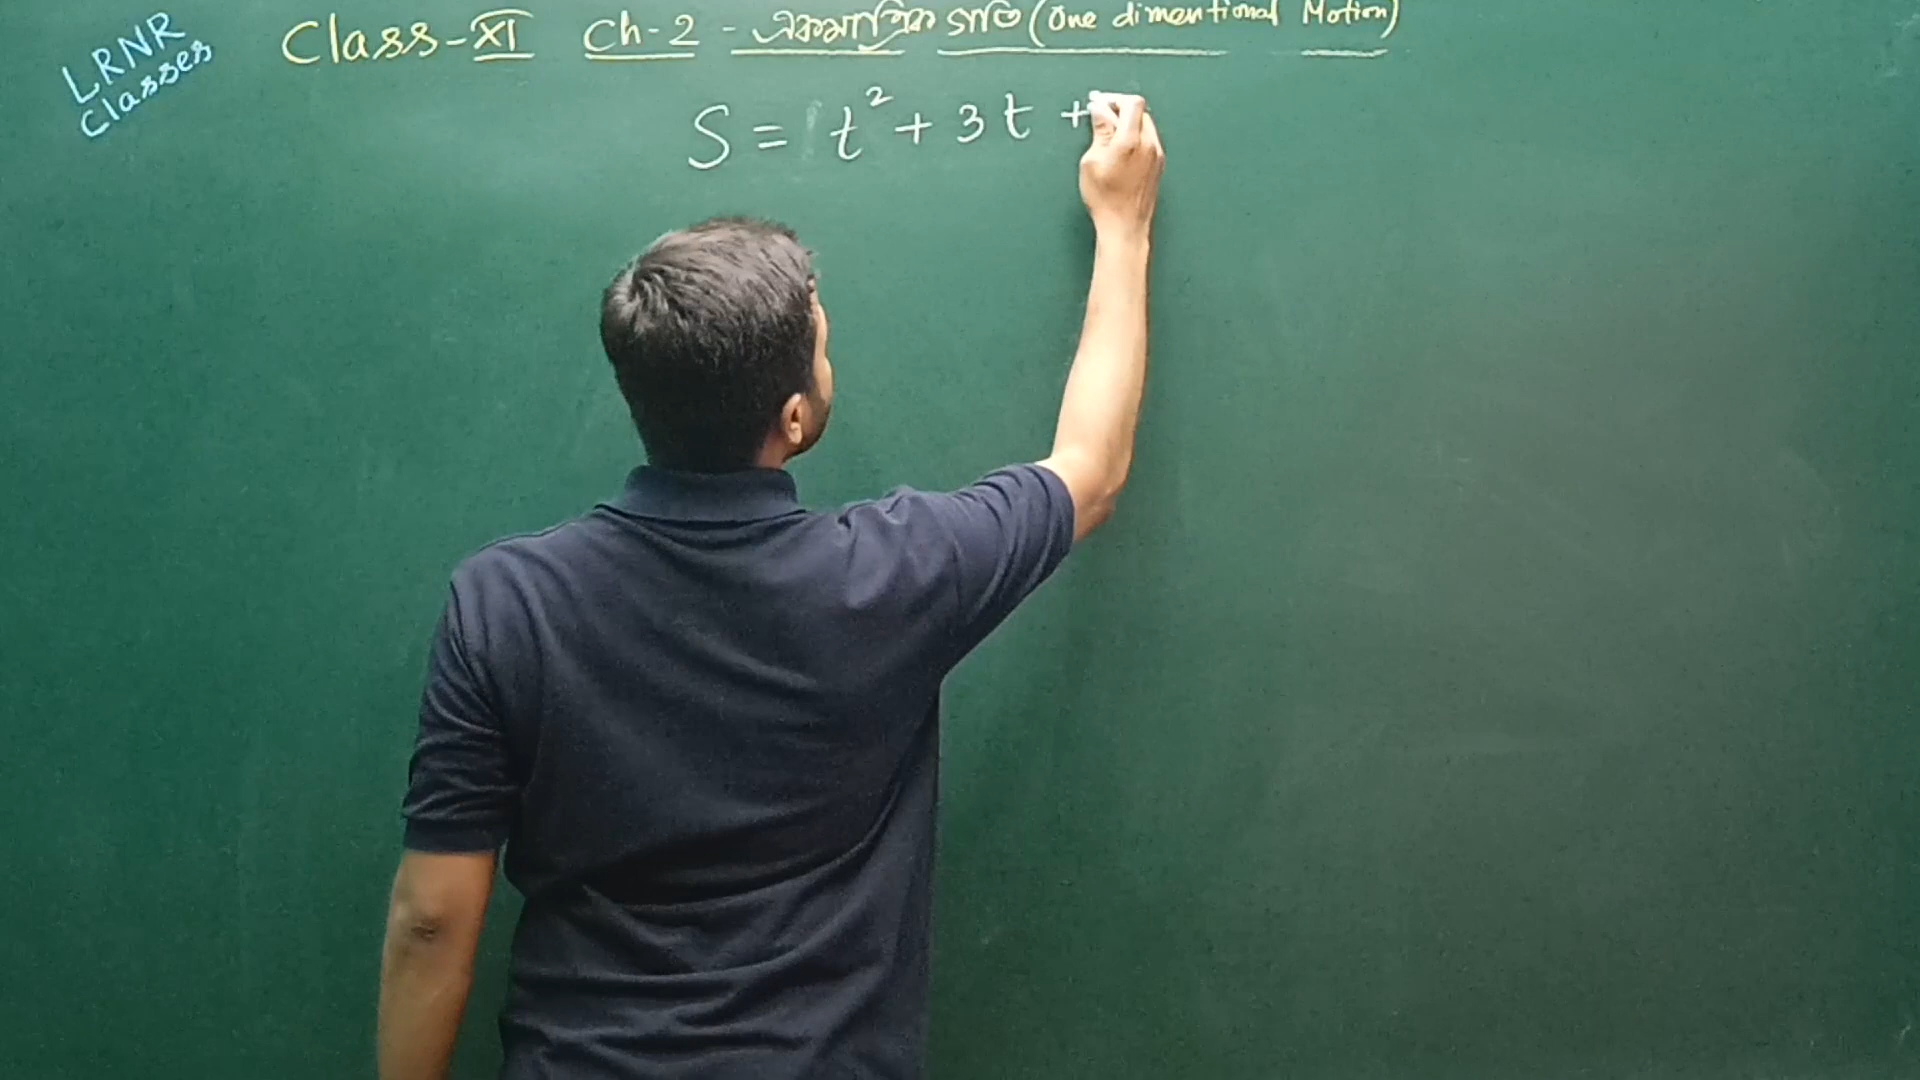 LRNR
Classes
Class-XI Ch-2 - একমাত্রিক গতি (One dimentional Motion)
S = t² + 3t +